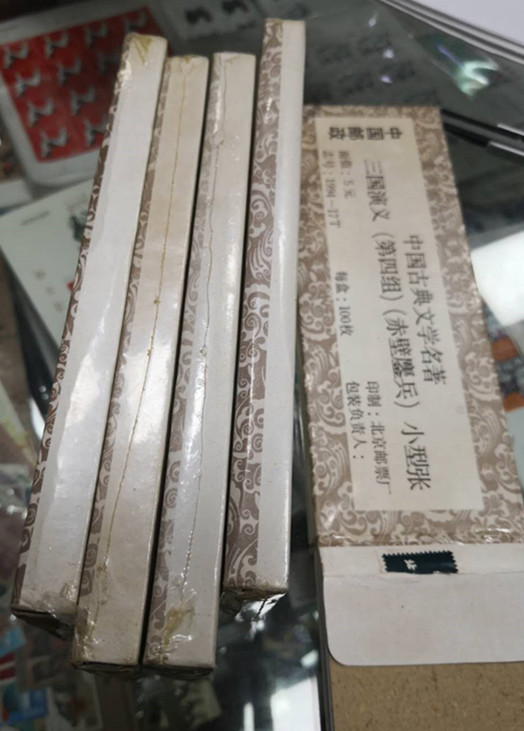 中国邮政
中国古典文学名著
三国演义（第四组）（赤壁鏖兵）小型张
面值：5元
志号：1994-17T
每盒：100枚
印制：北京邮票厂
包装负责人：